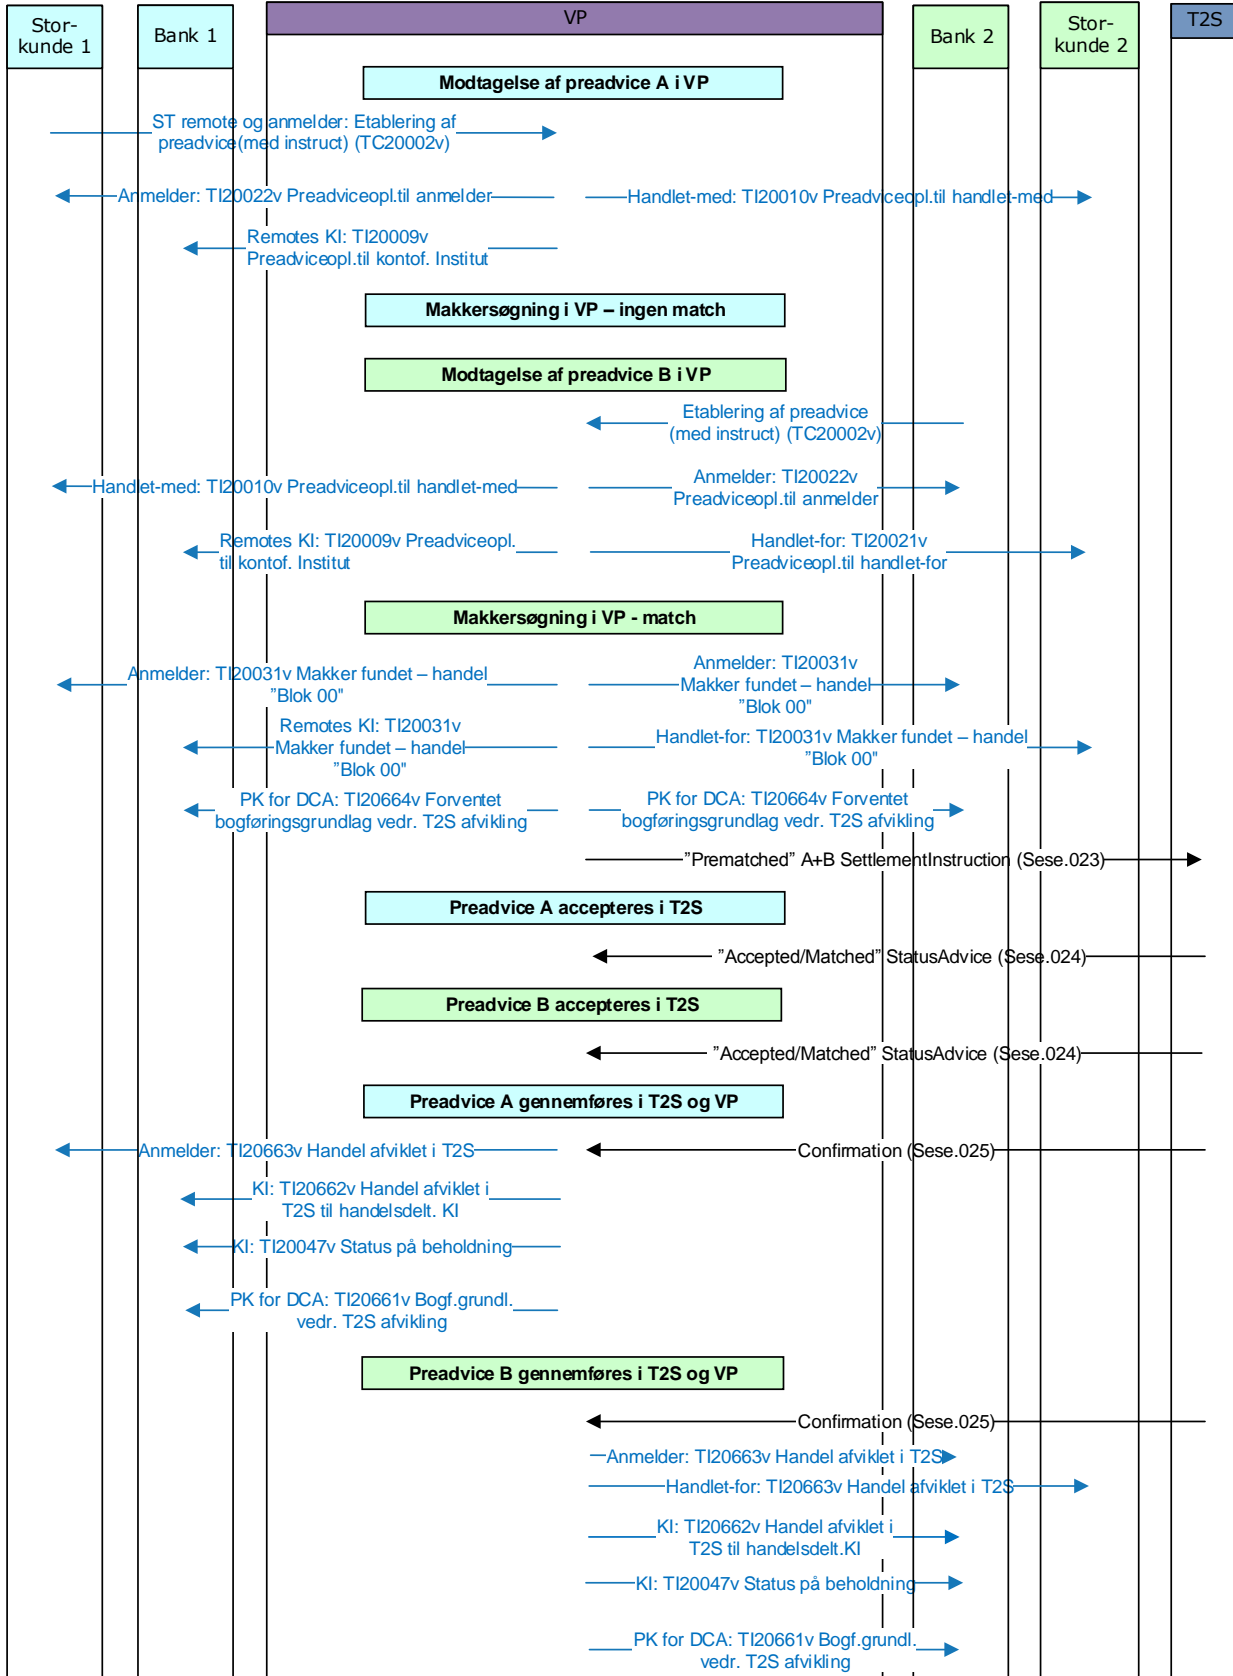 Stor-
kunde 1
Bank 1
VP
Bank 2
Stor-
kunde 2
T2S
Modtagelse af preadvice A i VP
ST remote og anmelder: Etablering af
preadvice(med instruct) (TC20002v)
Anmelder: TI20022v Preadviceopl.til anmelder
Handlet-med: TI20010v Preadviceopl.til handlet-med
Remotes KI: TI20009v
Preadviceopl.til kontof. Institut
Makkersøgning i VP – ingen match
Modtagelse af preadvice B i VP
Etablering af preadvice
(med instruct) (TC20002v)
Handlet-med: TI20010v Preadviceopl.til handlet-med
Anmelder: TI20022v
Preadviceopl.til anmelder
Remotes KI: TI20009v Preadviceopl.
til kontof. Institut
Handlet-for: TI20021v
Preadviceopl.til handlet-for
Makkersøgning i VP - match
Anmelder: TI20031v Makker fundet – handel
”Blok 00"
Anmelder: TI20031v
Makker fundet – handel
”Blok 00"
Remotes KI: TI20031v
Makker fundet – handel
”Blok 00"
Handlet-for: TI20031v Makker fundet – handel
”Blok 00"
PK for DCA: TI20664v Forventet
bogføringsgrundlag vedr. T2S afvikling
PK for DCA: TI20664v Forventet
bogføringsgrundlag vedr. T2S afvikling
”Prematched” A+B SettlementInstruction (Sese.023)
Preadvice A accepteres i T2S
”Accepted/Matched” StatusAdvice (Sese.024)
Preadvice B accepteres i T2S
”Accepted/Matched” StatusAdvice (Sese.024)
Preadvice A gennemføres i T2S og VP
Anmelder: TI20663v Handel afviklet i T2S
Confirmation (Sese.025)
KI: TI20662v Handel afviklet i
T2S til handelsdelt. KI
KI: TI20047v Status på beholdning
PK for DCA: TI20661v Bogf.grundl.
vedr. T2S afvikling
Preadvice B gennemføres i T2S og VP
Confirmation (Sese.025)
Anmelder: TI20663v Handel afviklet i T2S
Handlet-for: TI20663v Handel afviklet i T2S
KI: TI20662v Handel afviklet i
T2S til handelsdelt.KI
KI: TI20047v Status på beholdning
PK for DCA: TI20661v Bogf.grundl.
vedr. T2S afvikling